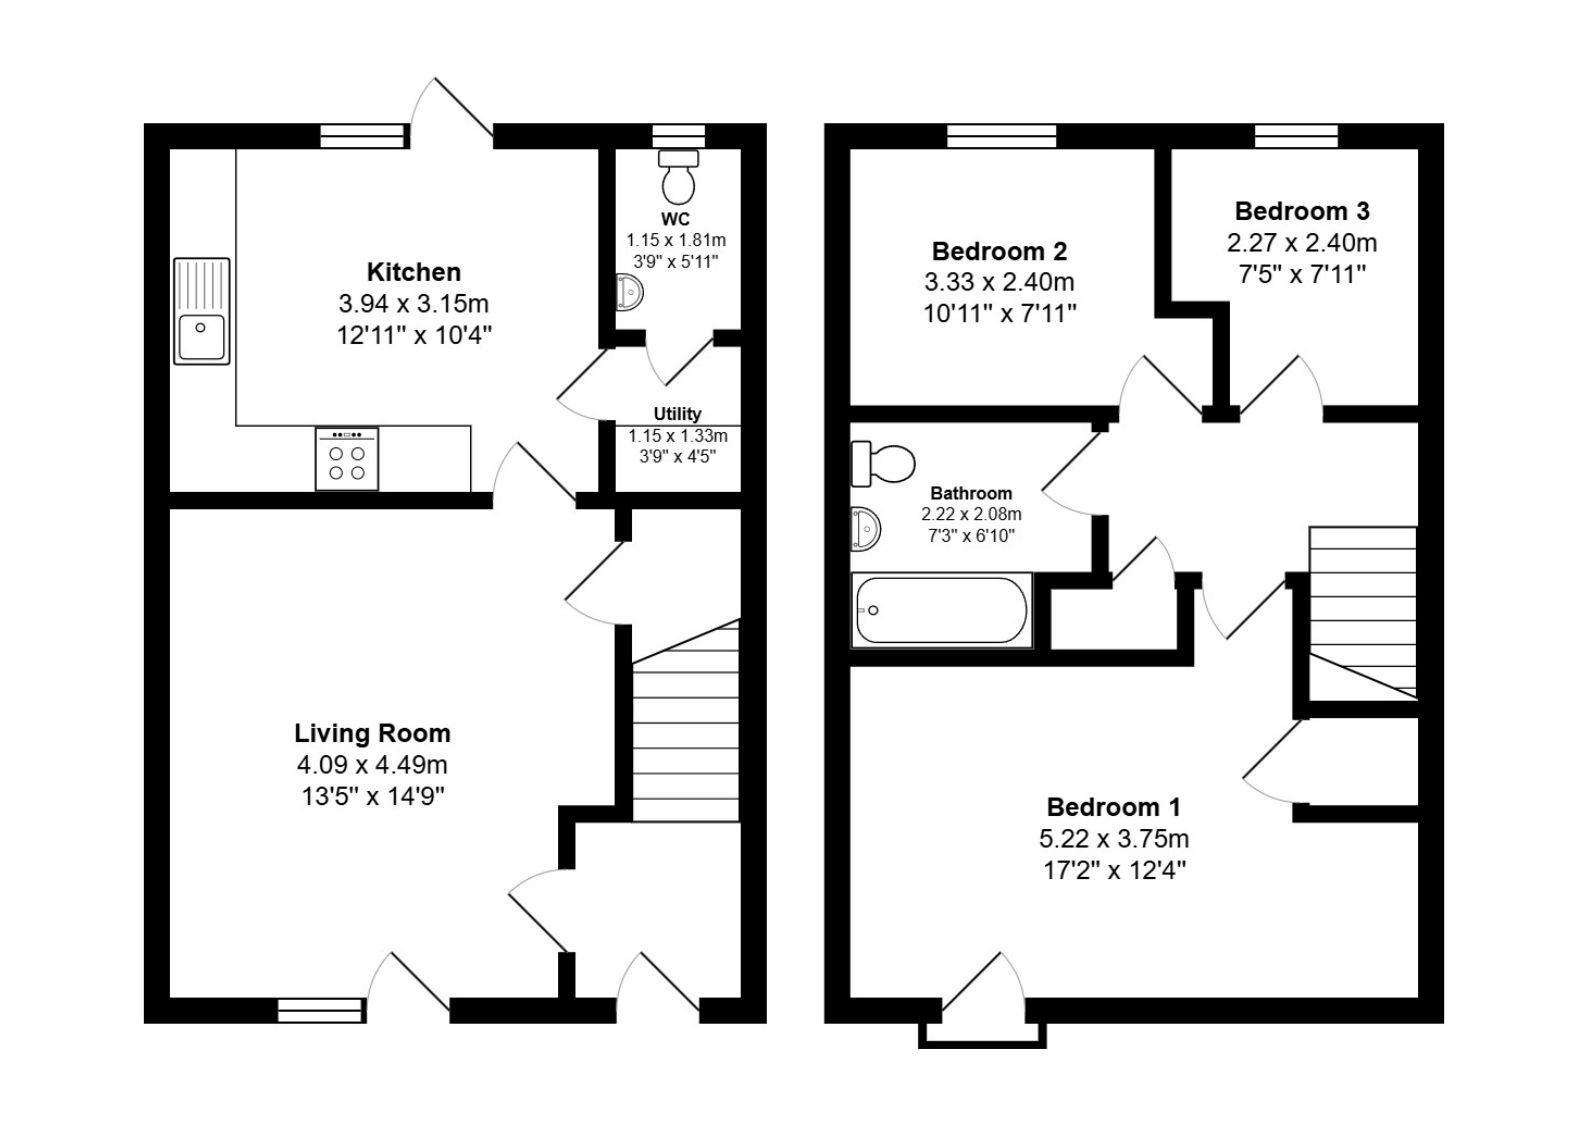 Kitchen
3.94 x 3.15m
12'11" x 10'4"
WC
1.15 x 1.81m
3'9" x 5'11"
Utility
1.15 x 1.33m
3'9" x 4'5"
Living Room
4.09 x 4.49m
13'5" x 14'9"
Bedroom 2
3.33 x 2.40m
10'11" x 7'11"
Bedroom 3
2.27 x 2.40m
7'5" x 7'11"
Bathroom
2.22 x 2.08m
7'3" x 6'10"
Bedroom 1
5.22 x 3.75m
17'2" x 12'4"